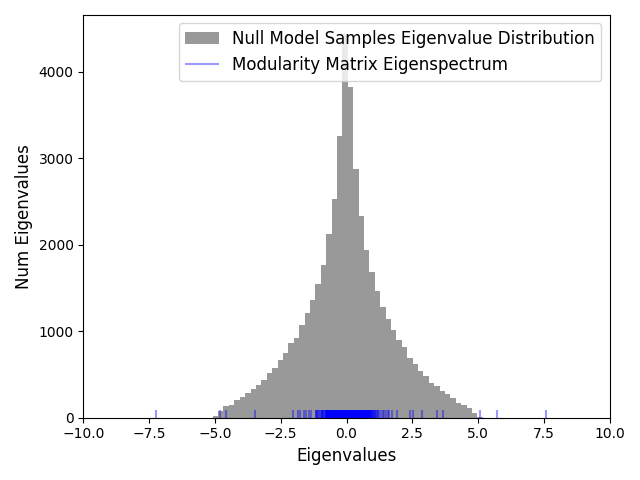 Null Model Samples Eigenvalue Distribution
Modularity Matrix Eigenspectrum
Num Eigenvalues
4000
3000
2000
1000
0
−10.0 −7.5 −5.0 −2.5 0.0 2.5 5.0 7.5 10.0
Eigenvalues